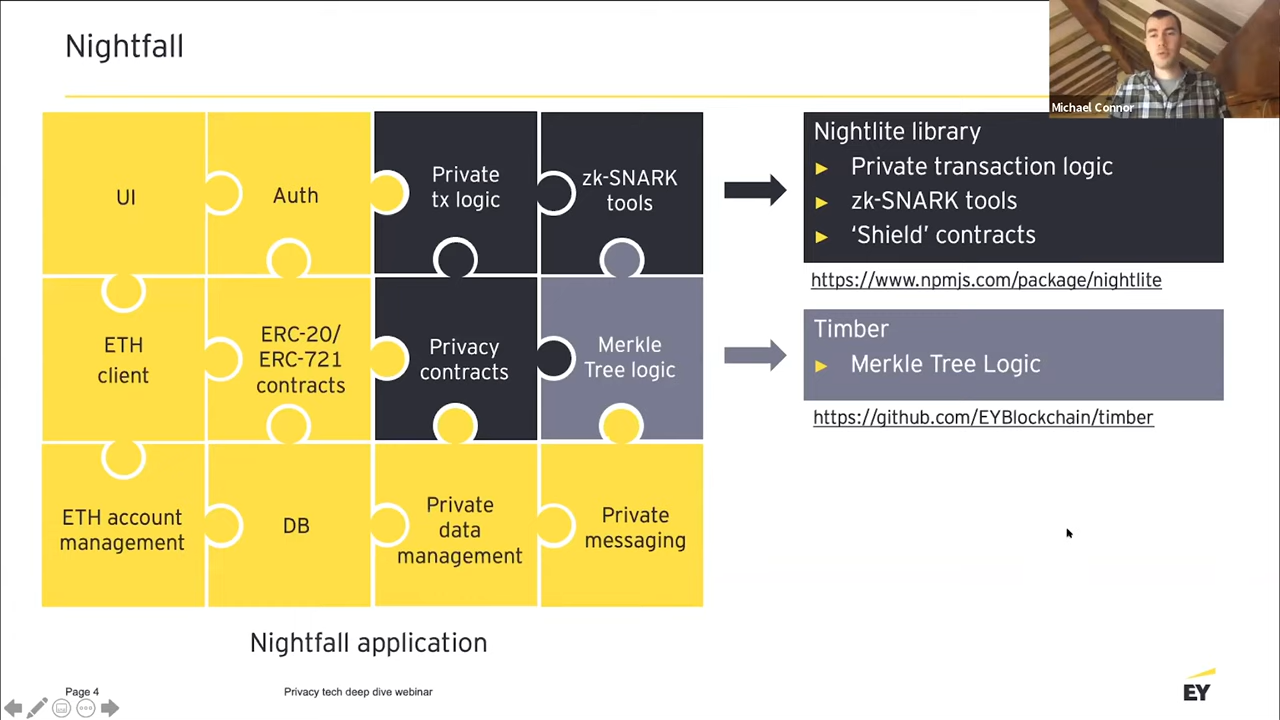 Nightfall
Michael Connor
UI
Auth
Private
tx logic
zk-SNARK
tools
ETH
client
ERC-20/
ERC-721
contracts
Privacy
contracts
Merkle
Tree logic
ETH account
management
DB
Private
data
management
Private
messaging
Nightfall application
Nightlite library
► Private transaction logic
► zk-SNARK tools
► ‘Shield’ contracts
https://www.npmjs.com/package/nightlite
Timber
► Merkle Tree Logic
https://github.com/EYBlockchain/timber
Page 4
Privacy tech deep dive webinar
EY